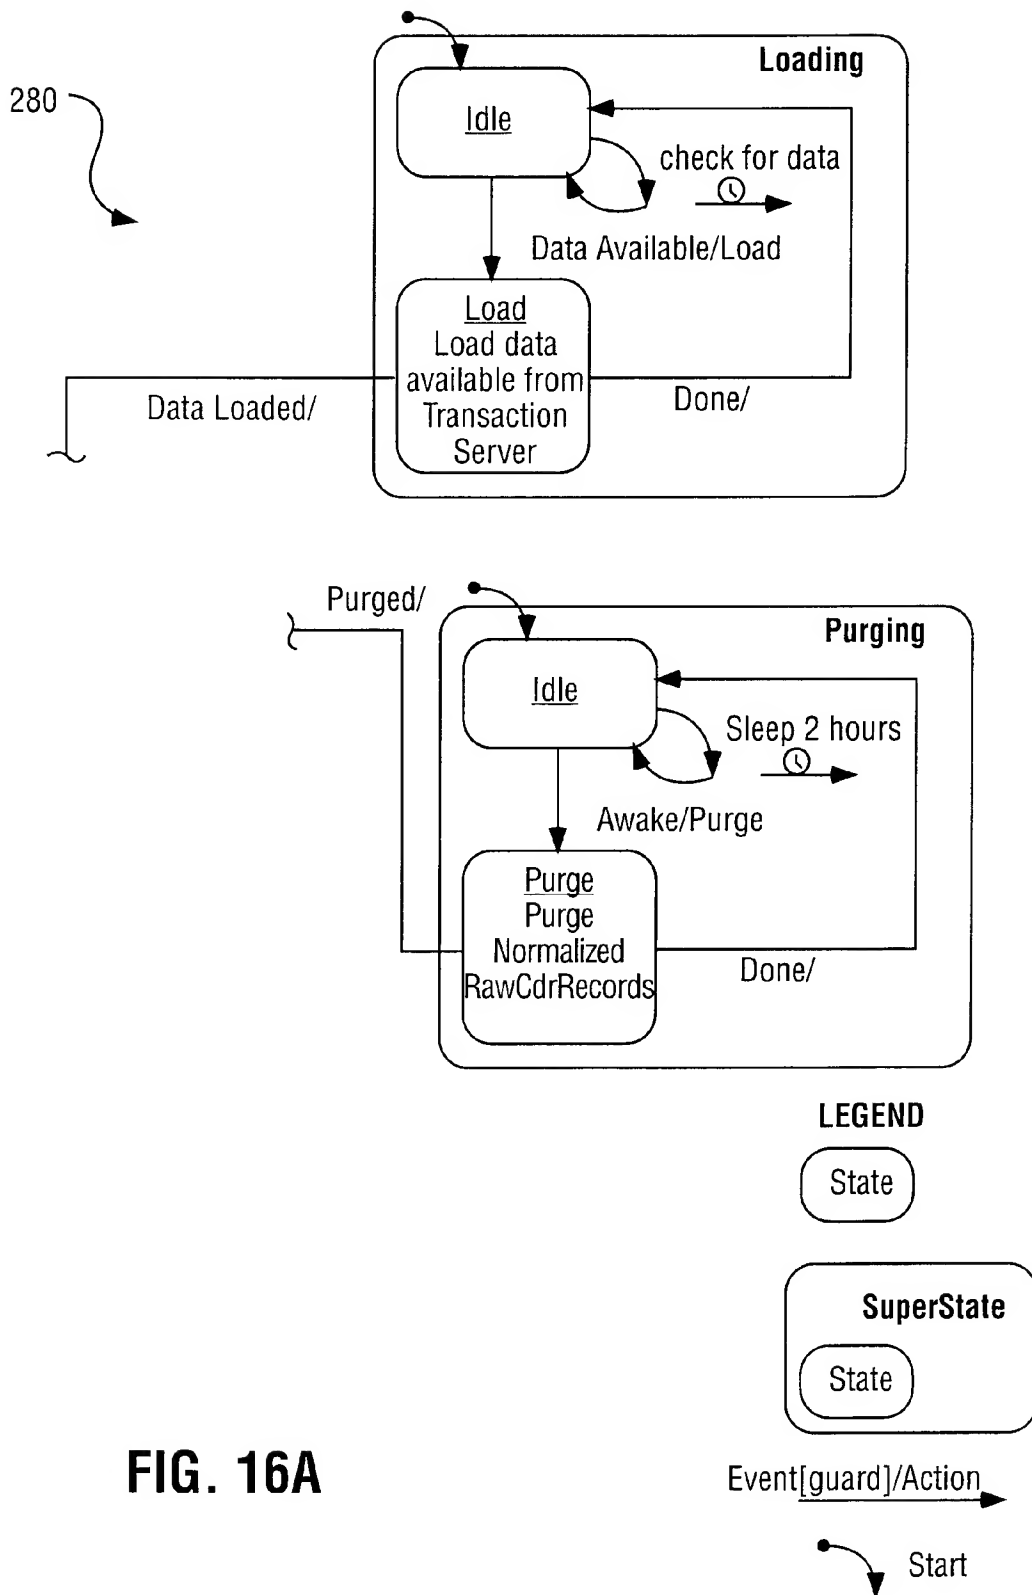 Loading
280
Idle
check for data
Data Available/Load
Load
Load data
available from
Transaction
Server
Data Loaded/
Done/
Purged/
Purging
Idle
Sleep 2 hours
Awake/Purge
Purge
Purge
Normalized
RawCdrRecords
Done/
LEGEND
State
SuperState
State
Event[guard]/Action
Start
FIG. 16A